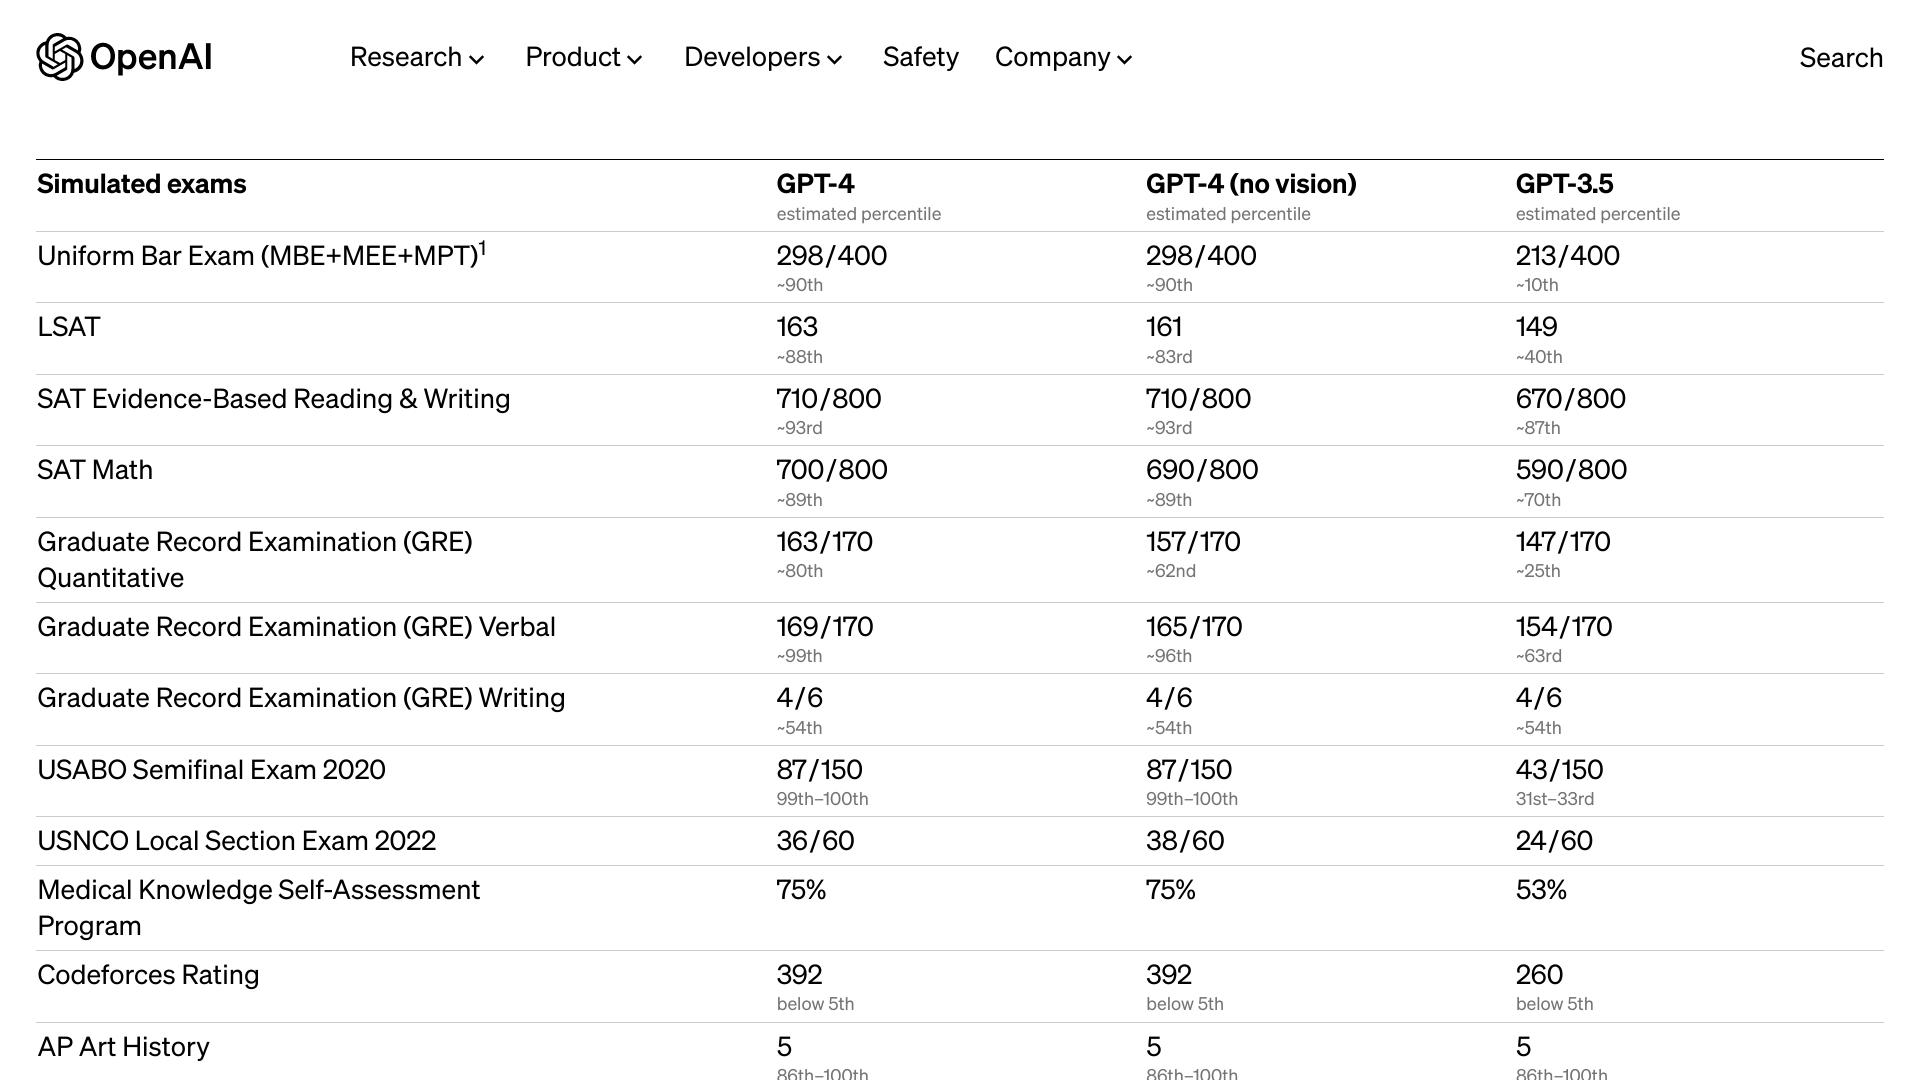 OpenAI Research Product Developers Safety Company Search
Simulated exams GPT-4 GPT-4 (no vision) GPT-3.5
estimated percentile estimated percentile estimated percentile
Uniform Bar Exam (MBE+MEE+MPT)1 298/400 298/400 213/400
~90th ~90th ~10th
LSAT 163 161 149
~88th ~83rd ~40th
SAT Evidence-Based Reading & Writing 710/800 710/800 670/800
~93rd ~93rd ~87th
SAT Math 700/800 690/800 590/800
~89th ~89th ~70th
Graduate Record Examination (GRE) 163/170 157/170 147/170
Quantitative ~80th ~62nd ~25th
Graduate Record Examination (GRE) Verbal 169/170 165/170 154/170
~99th ~96th ~63rd
Graduate Record Examination (GRE) Writing 4/6 4/6 4/6
~54th ~54th ~54th
USABO Semifinal Exam 2020 87/150 87/150 43/150
99th–100th 99th–100th 31st–33rd
USNCO Local Section Exam 2022 36/60 38/60 24/60
Medical Knowledge Self-Assessment 75% 75% 53%
Program
Codeforces Rating 392 392 260
below 5th below 5th below 5th
AP Art History 5 5 5
86th–100th 86th–100th 86th–100th